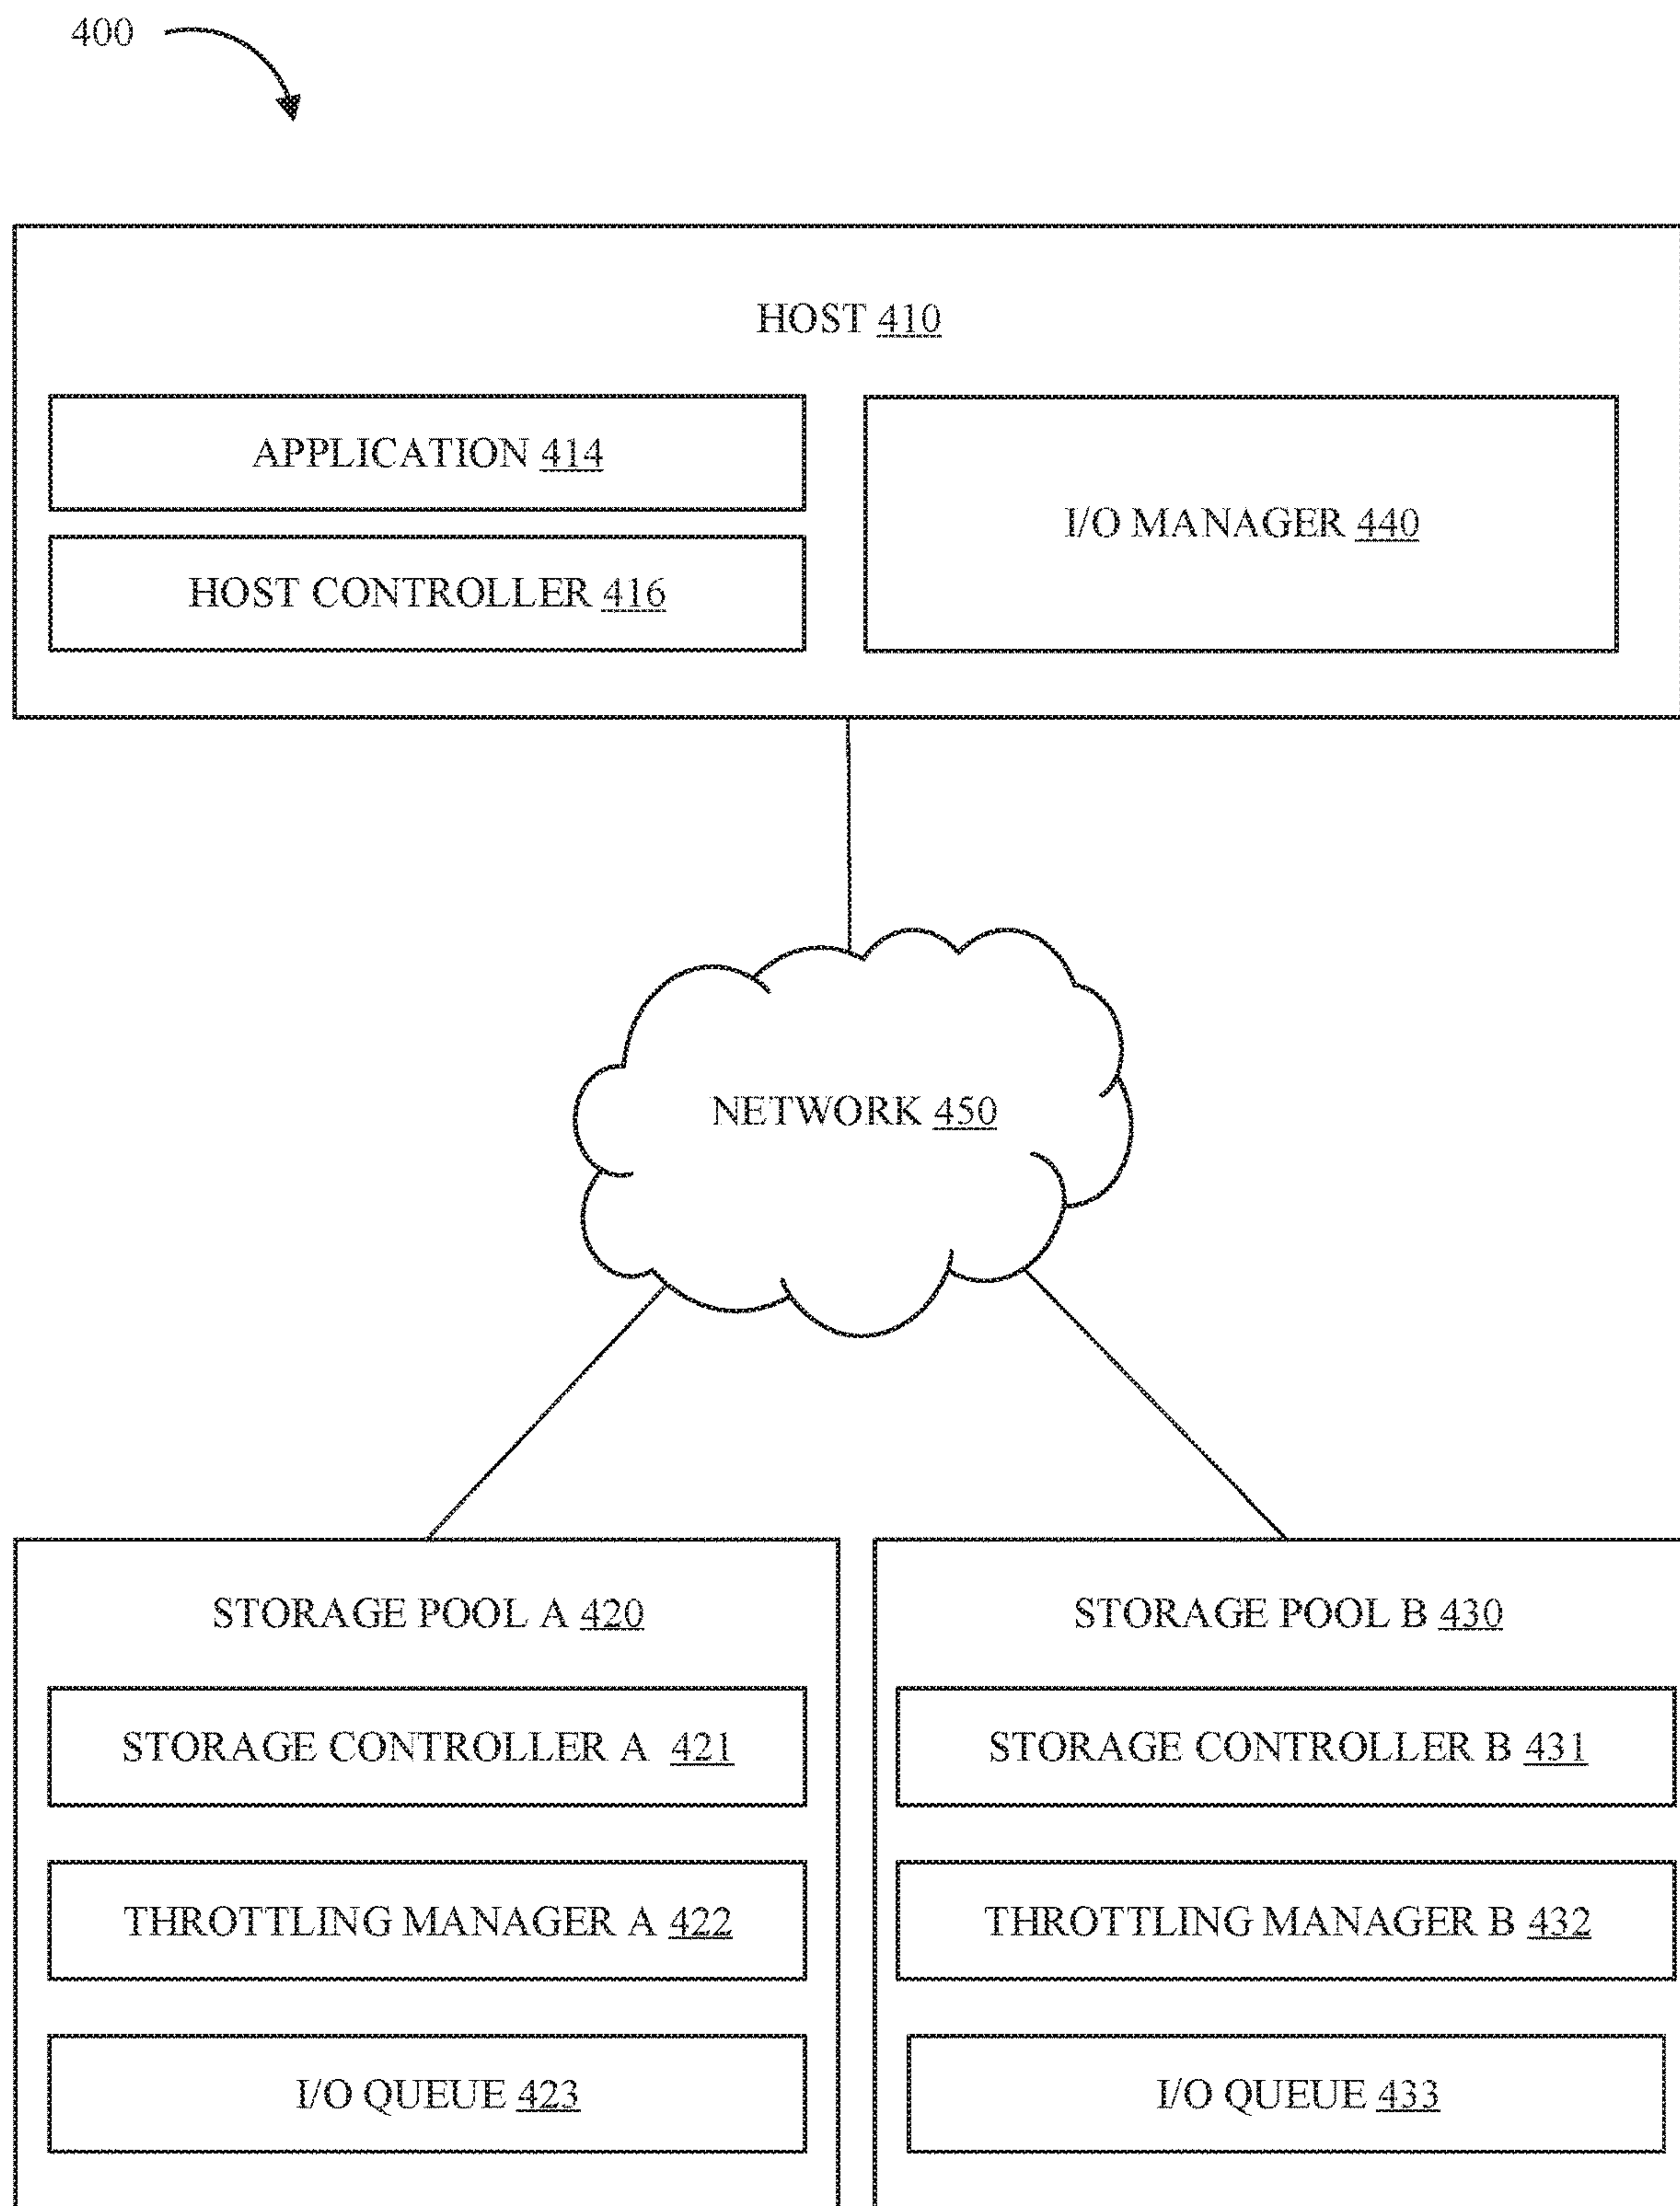 400
HOST 410
APPLICATION 414
HOST CONTROLLER 416
I/O MANAGER 440
NETWORK 450
STORAGE POOL A 420
STORAGE CONTROLLER A 421
THROTTLING MANAGER A 422
I/O QUEUE 423
STORAGE POOL B 430
STORAGE CONTROLLER B 431
THROTTLING MANAGER B 432
I/O QUEUE 433